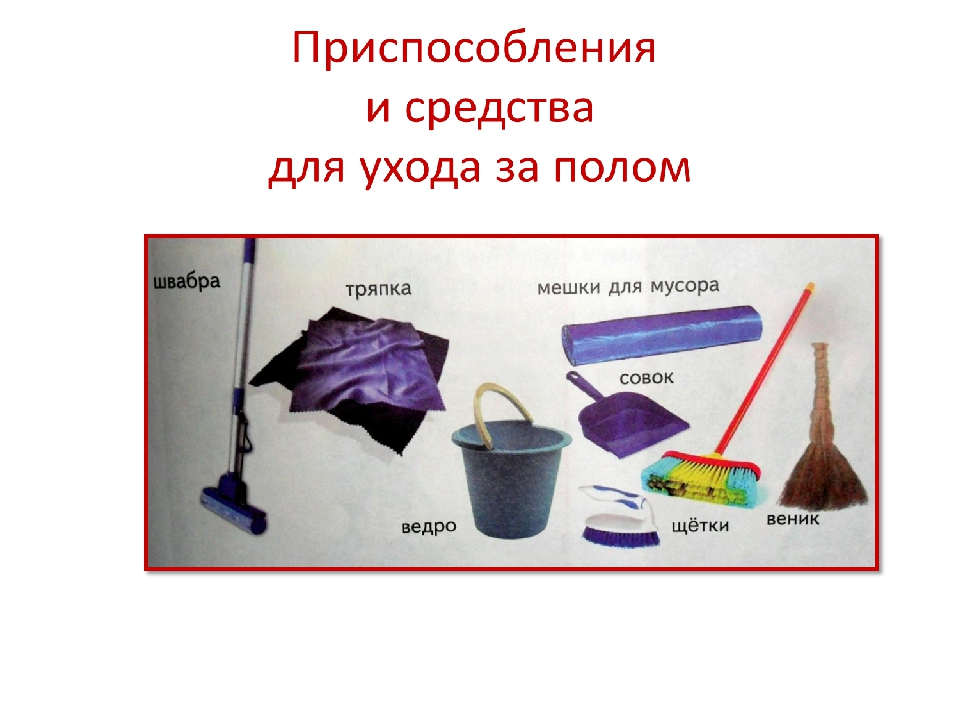 Приспособления
и средства
для ухода за полом
швабра
тряпка
мешки для мусора
совок
ведро
щётки
веник